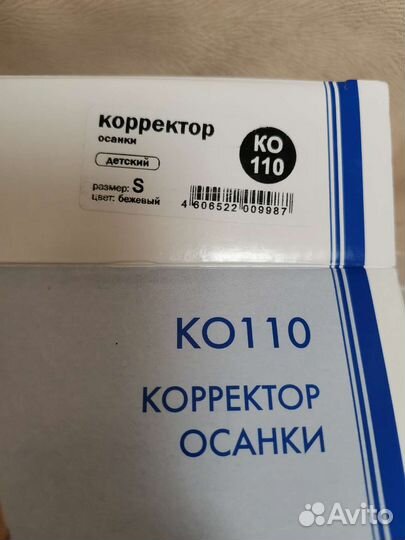 корректор
осанки
детский
размер: S
цвет: бежевый
КО
110
4 606522 009987
КО110
КОРРЕКТОР
ОСАНКИ
Avito